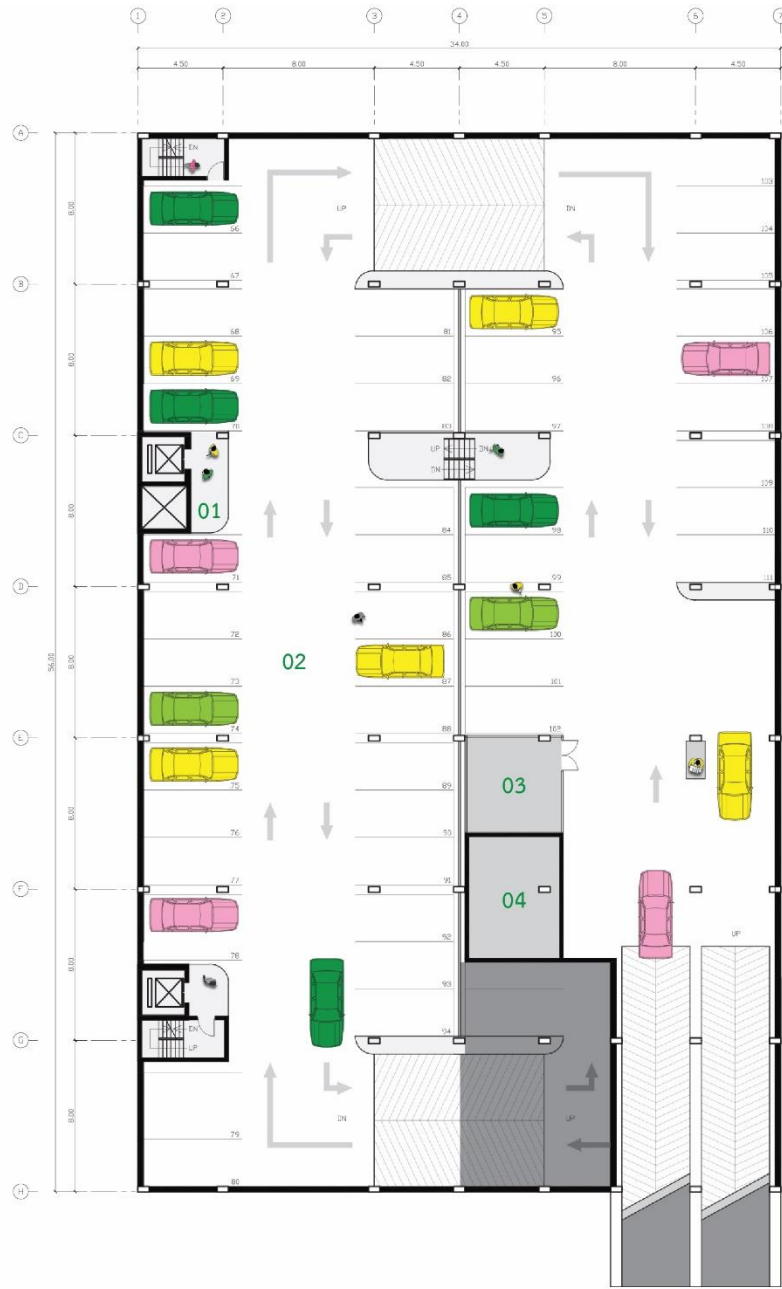 1 2 3 4 5 6 7
34.00
4.50 8.00 4.50 4.50 8.00 4.50
A
DN
103
8.00
66
UP
DN
104
67
105
B
68
81
95
106
8.00
69
82
96
107
70
83
97
108
C
UP
DN
DN
109
01
8.00
84
98
110
71
85
99
111
D
72
86
100
02
56.00
8.00
73
87
101
74
88
102
E
75
89
03
8.00
76
90
77
91
F
04
92
UP
78
8.00
93
DN
94
G
UP
DN
UP
8.00
79
80
H